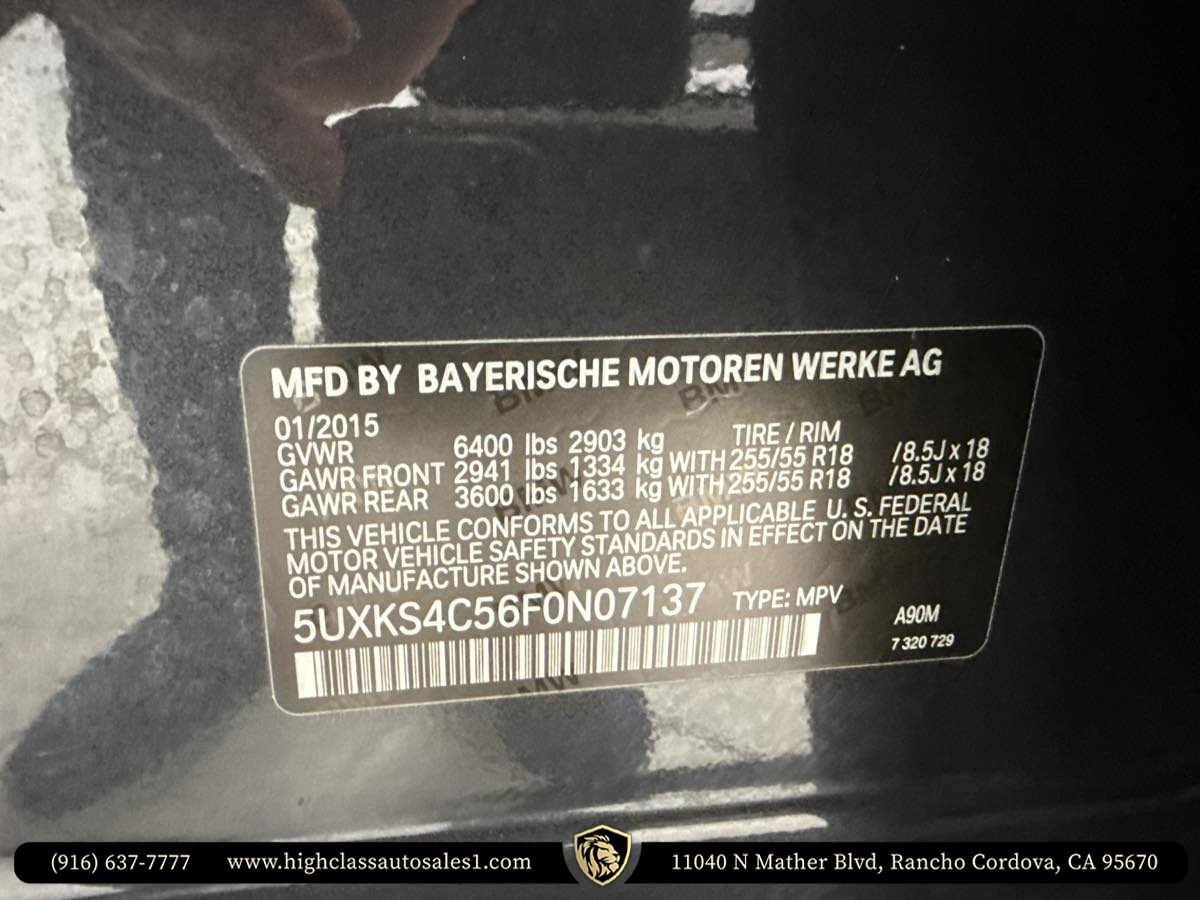 MFD BY BAYERISCHE MOTOREN WERKE AG
01/2015 TIRE / RIM
GVWR 6400 lbs 2903 kg
GAWR FRONT 2941 lbs 1334 kg WITH 255/55 R18 /8.5J x 18
GAWR REAR 3600 lbs 1633 kg WITH 255/55 R18 /8.5J x 18
THIS VEHICLE CONFORMS TO ALL APPLICABLE U. S. FEDERAL
MOTOR VEHICLE SAFETY STANDARDS IN EFFECT ON THE DATE
OF MANUFACTURE SHOWN ABOVE.
5UXKS4C56F0N07137 TYPE: MPV
A90M
7 320 729
(916) 637-7777 www.highclassautosales1.com 11040 N Mather Blvd, Rancho Cordova, CA 95670